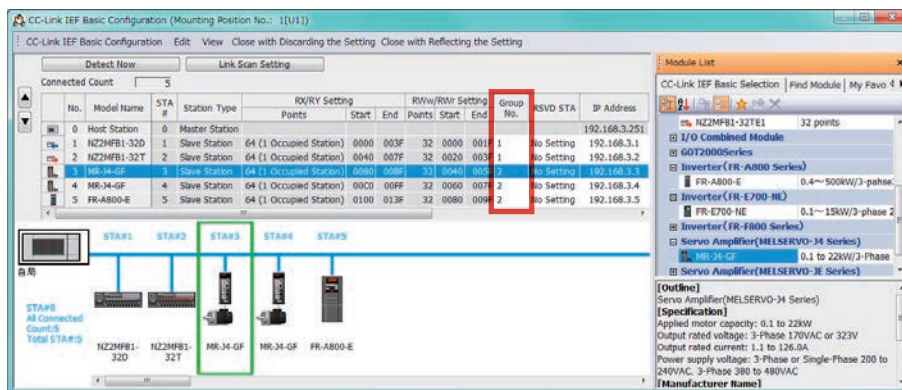 CC-Link IEF Basic Configuration (Mounting Position No.: 1[U1])
CC-Link IEF Basic Configuration Edit View Close with Discarding the Setting Close with Reflecting the Setting
Detect Now Link Scan Setting
Connected Count 5
No. Model Name STA # Station Type RX/RY Setting RWw/RWr Setting Group No. RSVD STA IP Address
Points Start End Points Start End
0 Host Station 0 Master Station 192.168.3.251
1 NZ2MFB1-32D 1 Slave Station 64 (1 Occupied Station) 0000 003F 32 0000 001F 1 No Setting 192.168.3.1
2 NZ2MFB1-32T 2 Slave Station 64 (1 Occupied Station) 0040 007F 32 0020 003F 1 No Setting 192.168.3.2
3 MR-J4-GF 3 Slave Station 64 (1 Occupied Station) 0080 00BF 32 0040 005F 2 No Setting 192.168.3.3
4 MR-J4-GF 4 Slave Station 64 (1 Occupied Station) 00C0 00FF 32 0060 007F 2 No Setting 192.168.3.4
5 FR-A800-E 5 Slave Station 64 (1 Occupied Station) 0100 013F 32 0080 009F 2 No Setting 192.168.3.5
STA#1 STA#2 STA#3 STA#4 STA#5
自局
STA#0
All Connected
Count:5
Total STA#:5
NZ2MFB1-32D NZ2MFB1-32T MR-J4-GF MR-J4-GF FR-A800-E
Module List
CC-Link IEF Basic Selection Find Module My Favo
NZ2MFB1-32TE1 32 points
I/O Combined Module
GOT2000Series
Inverter(FR-A800 Series)
FR-A800-E 0.4~500kW/3-pahse
Inverter(FR-E700-NE)
FR-E700-NE 0.1~15kW/3-phase 2
Inverter(FR-F800 Series)
Servo Amplifier(MELSERVO-J4 Series)
MR-J4-GF 0.1 to 22kW/3-Phase
Servo Amplifier(MELSERVO-JE Series)
[Outline]
Servo Amplifier(MELSERVO-J4 Series)
[Specification]
Applied motor capacity: 0.1 to 22kW
Output rated voltage: 3-Phase 170VAC or 323V
Output rated current: 1.1 to 126.0A
Power supply voltage: 3-Phase or Single-Phase 200 to
240VAC, 3-Phase 380 to 480VAC
[Manufacturer Name]